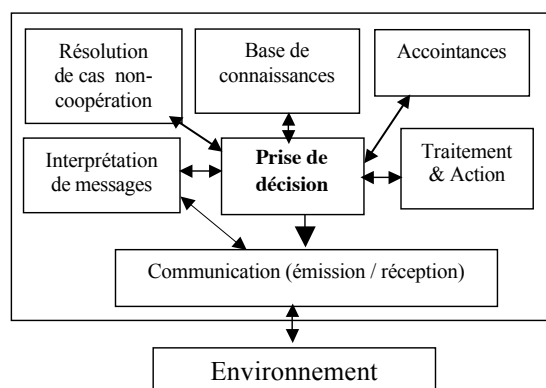 Résolution
de cas non-
coopération
Base de
connaissances
Accointances
Interprétation
de messages
Prise de
décision
Traitement
& Action
Communication (émission / réception)
Environnement